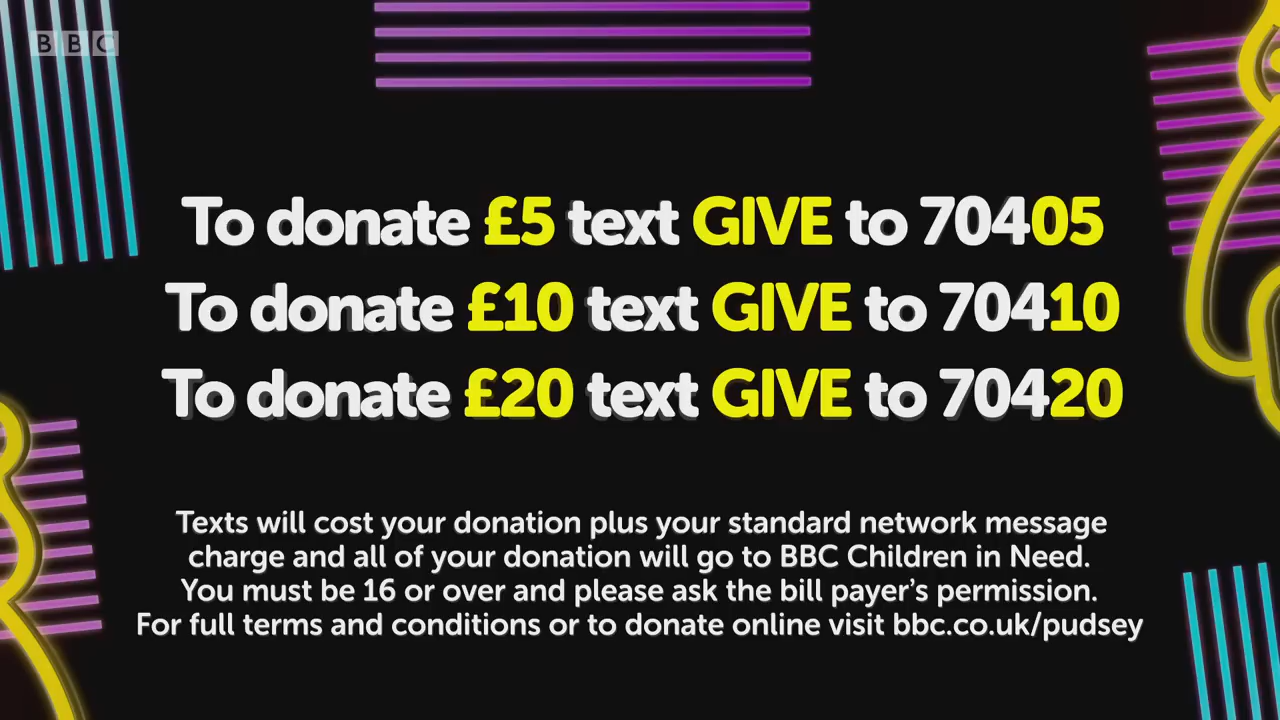 BBC
To donate £5 text GIVE to 70405
To donate £10 text GIVE to 70410
To donate £20 text GIVE to 70420
Texts will cost your donation plus your standard network message
charge and all of your donation will go to BBC Children in Need.
You must be 16 or over and please ask the bill payer's permission.
For full terms and conditions or to donate online visit bbc.co.uk/pudsey